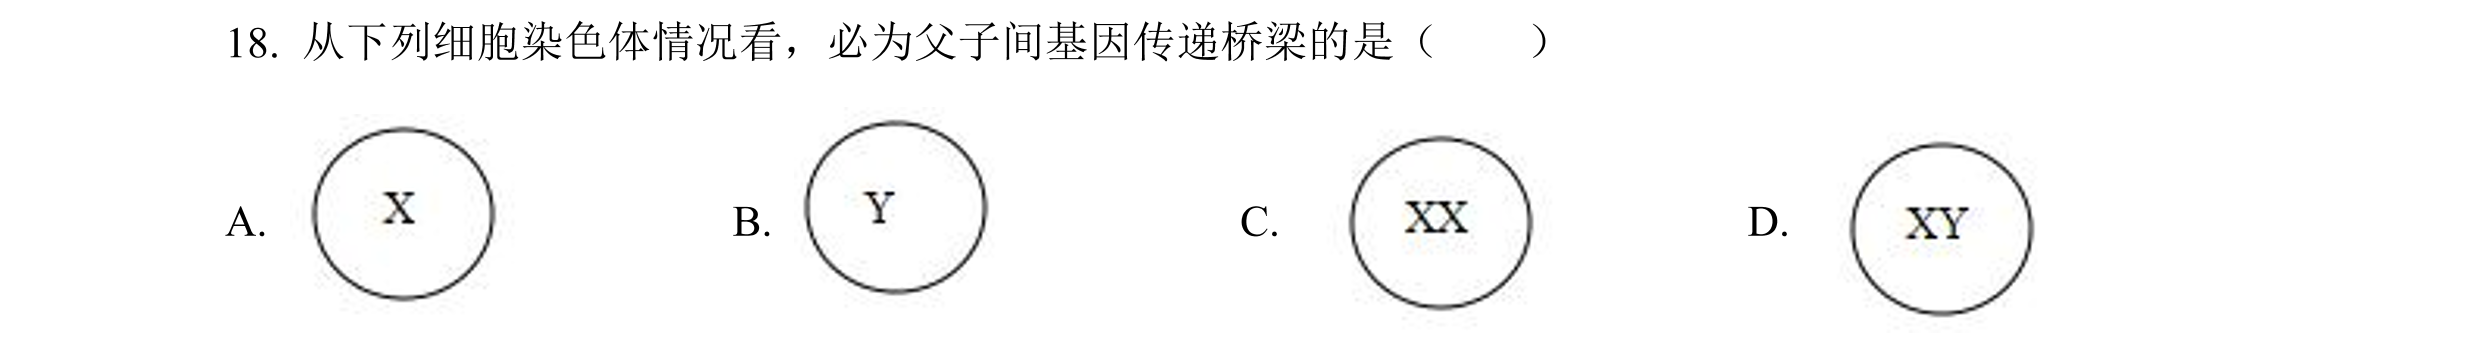 18. 从下列细胞染色体情况看，必为父子间基因传递桥梁的是（　　）
A. X B. Y C. XX D. XY